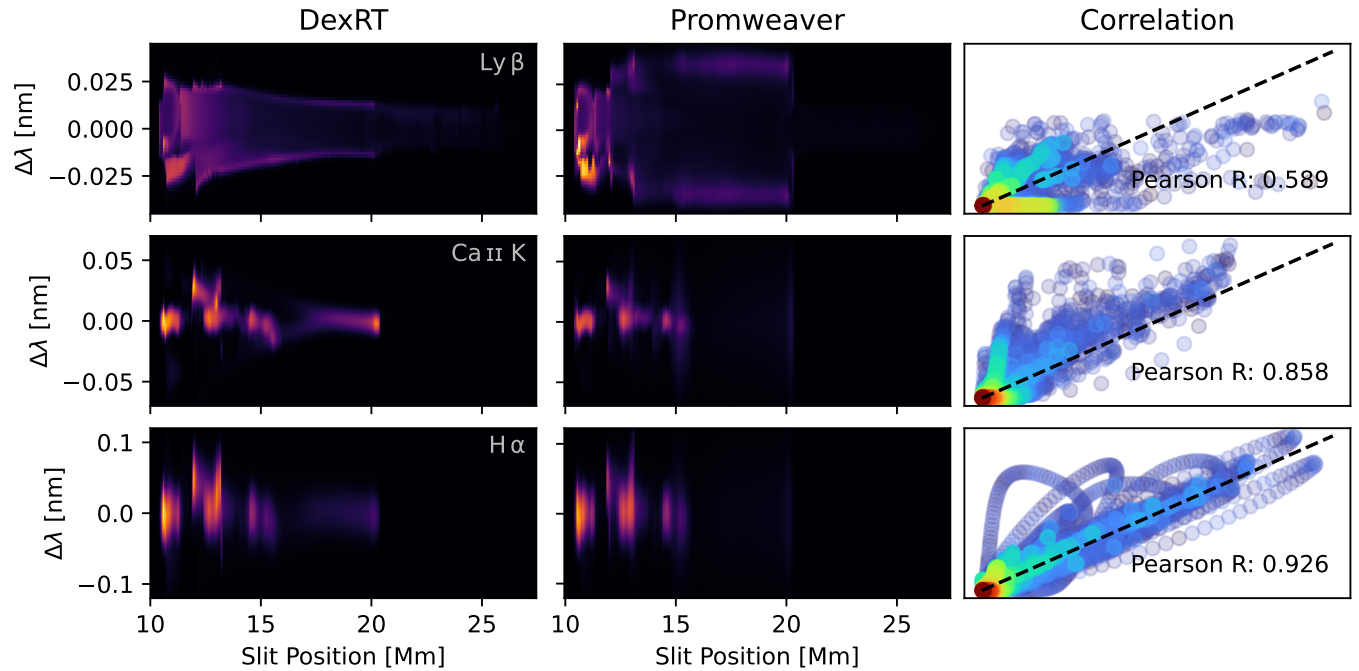 DexRT Promweaver Correlation
Δλ [nm] 0.025 0.000 −0.025 Ly β Pearson R: 0.589
Δλ [nm] 0.05 0.00 −0.05 Ca II K Pearson R: 0.858
Δλ [nm] 0.1 0.0 −0.1 H α Pearson R: 0.926
10 15 20 25 10 15 20 25
Slit Position [Mm] Slit Position [Mm]